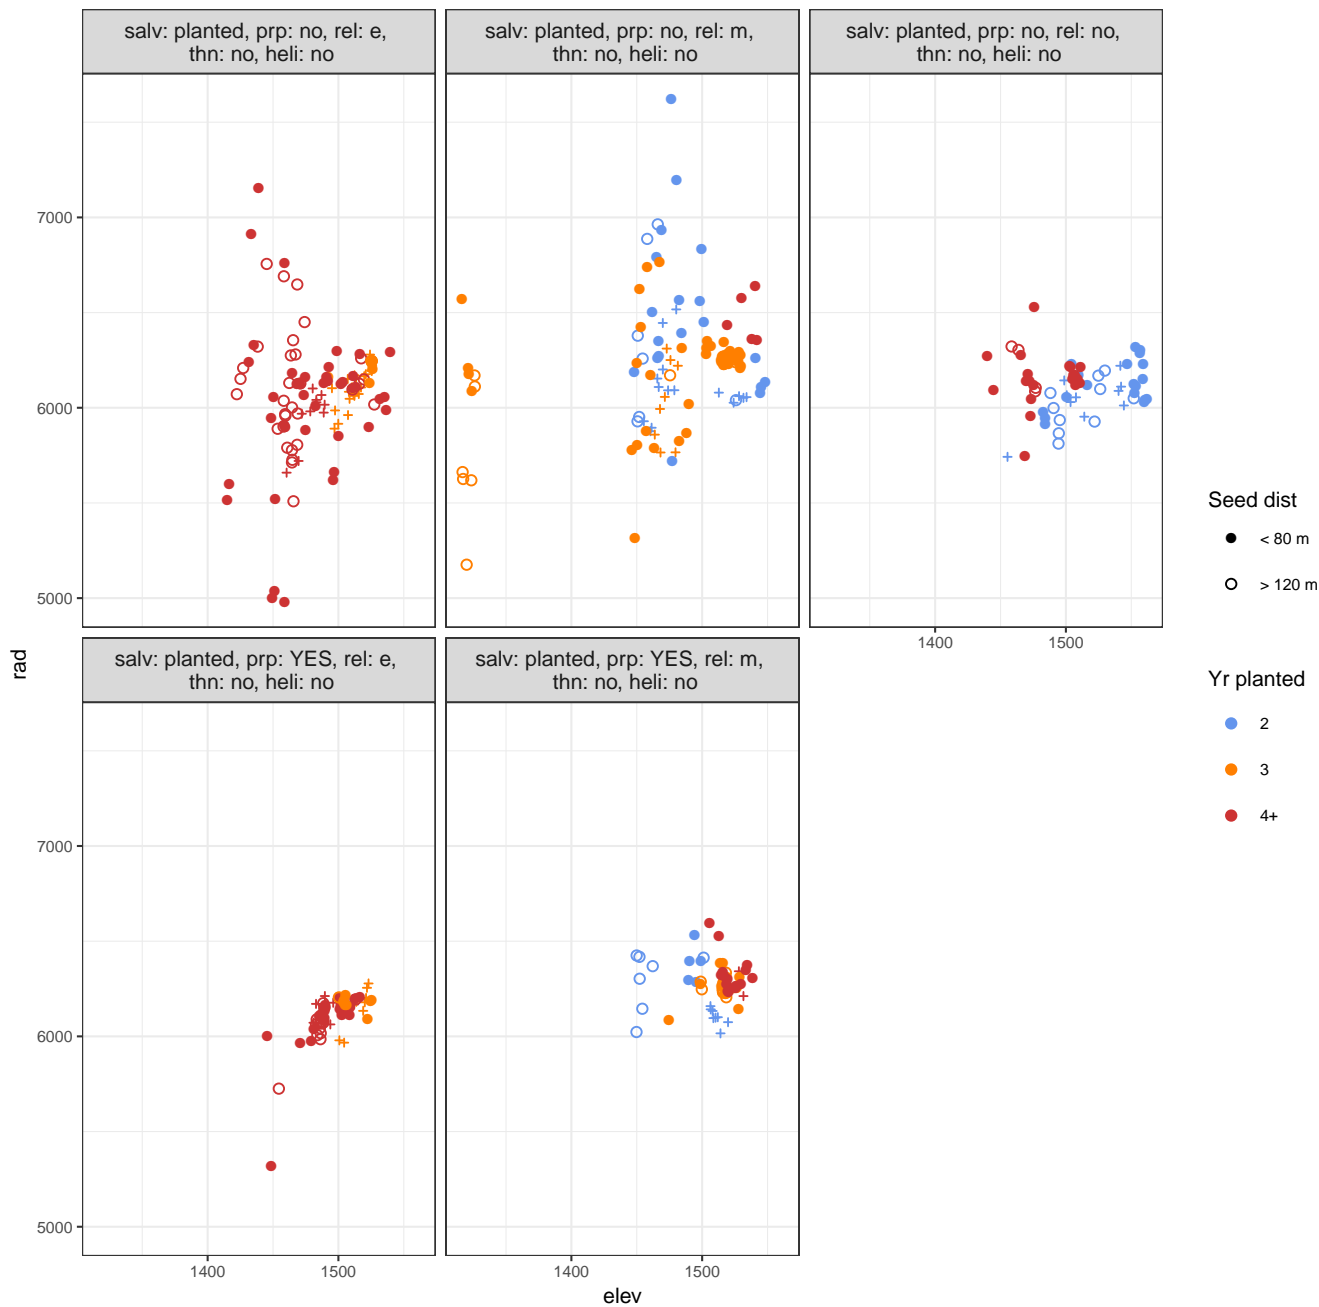 salv: planted, prp: no, rel: e,
thn: no, heli: no
salv: planted, prp: no, rel: m,
thn: no, heli: no
salv: planted, prp: no, rel: no,
thn: no, heli: no
7000
6000
5000
1400
1500
salv: planted, prp: YES, rel: e,
thn: no, heli: no
salv: planted, prp: YES, rel: m,
thn: no, heli: no
7000
6000
5000
1400
1500
1400
1500
elev
rad
Seed dist
< 80 m
> 120 m
Yr planted
2
3
4+